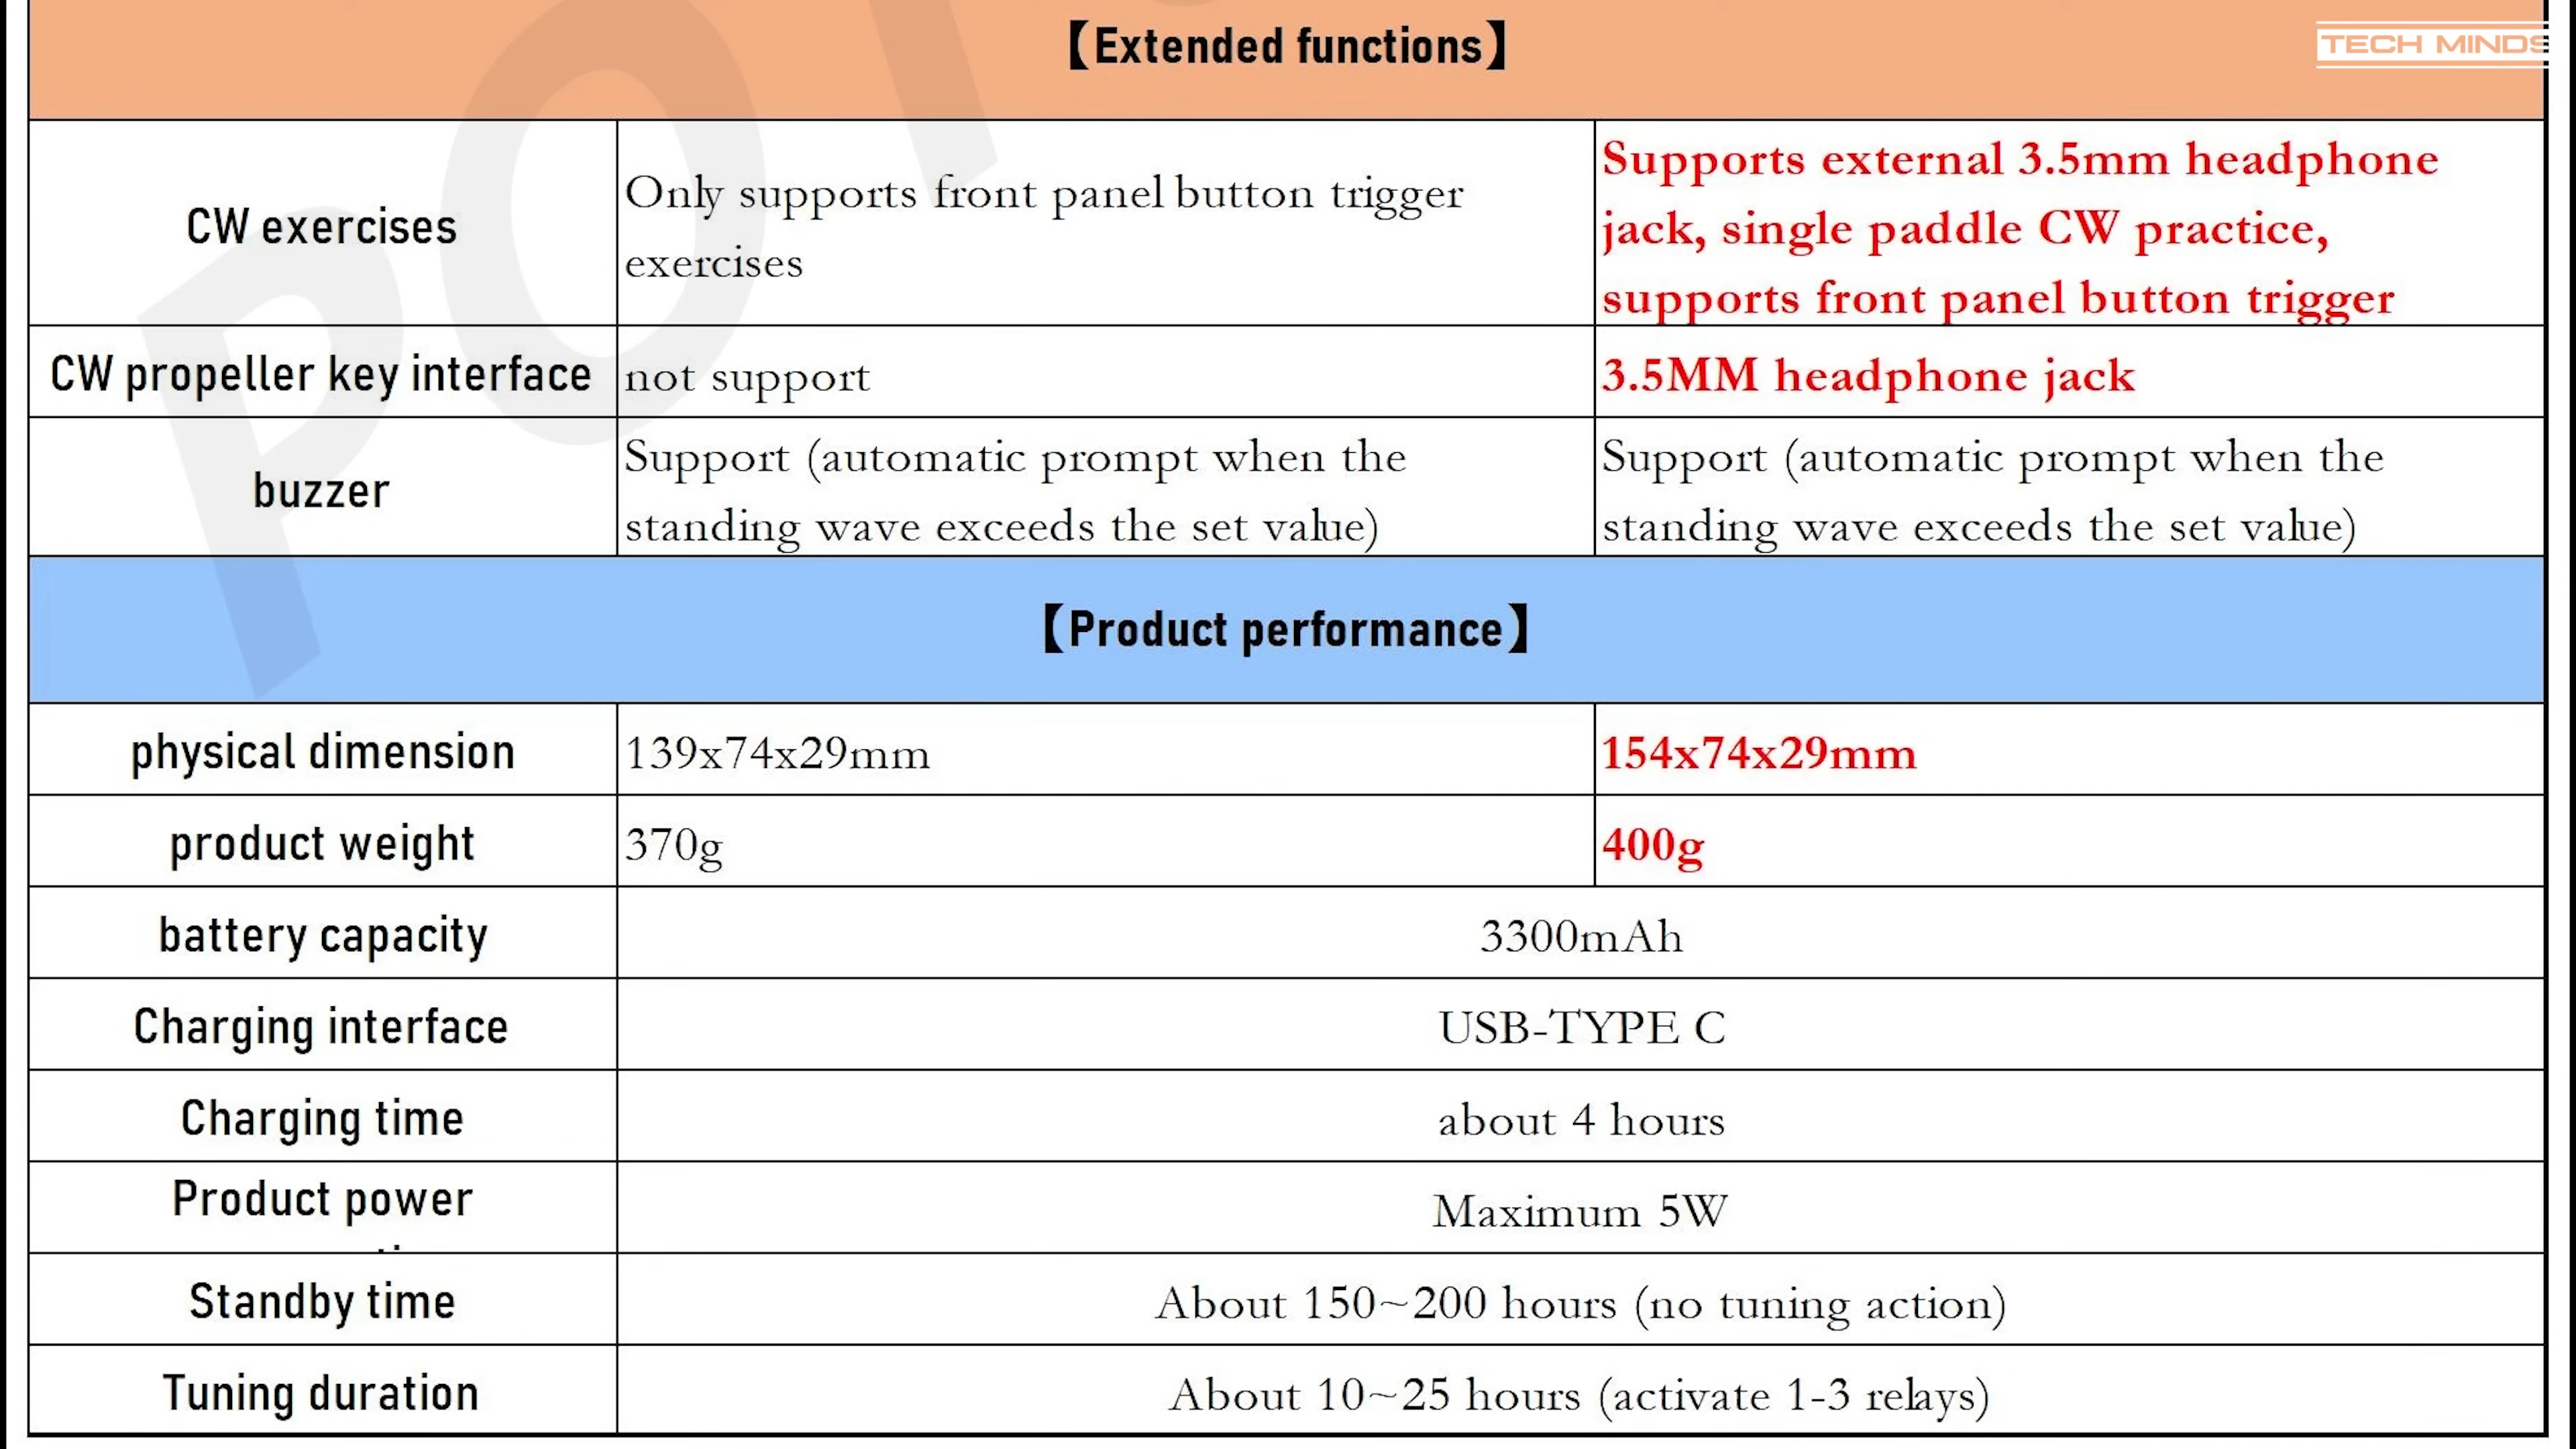 【Extended functions】
TECH MINDS
CW exercises
Only supports front panel button trigger
exercises
Supports external 3.5mm headphone
jack, single paddle CW practice,
supports front panel button trigger
CW propeller key interface
not support
3.5MM headphone jack
buzzer
Support (automatic prompt when the
standing wave exceeds the set value)
Support (automatic prompt when the
standing wave exceeds the set value)
【Product performance】
physical dimension
139x74x29mm
154x74x29mm
product weight
370g
400g
battery capacity
3300mAh
Charging interface
USB-TYPE C
Charging time
about 4 hours
Product power
Maximum 5W
Standby time
About 150~200 hours (no tuning action)
Tuning duration
About 10~25 hours (activate 1-3 relays)